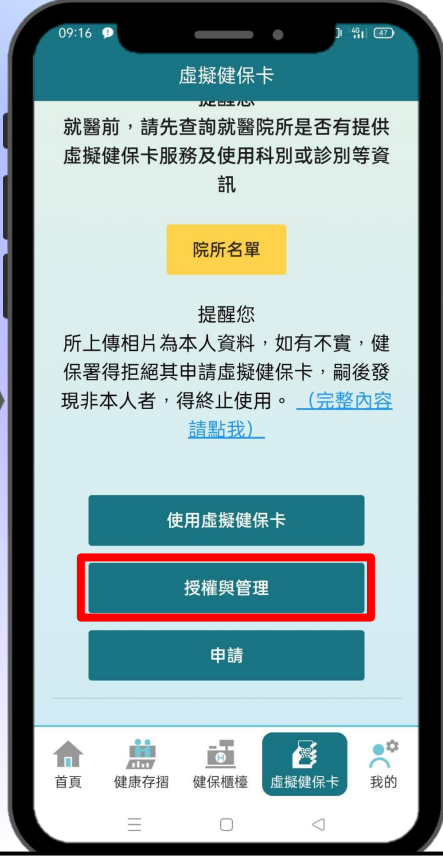 09:16
4G
47
虛擬健保卡
提醒您
就醫前，請先查詢就醫院所是否有提供
虛擬健保卡服務及使用科別或診別等資
訊
院所名單
提醒您
所上傳相片為本人資料，如有不實，健
保署得拒絕其申請虛擬健保卡，嗣後發
現非本人者，得終止使用。（完整內容
請點我）
使用虛擬健保卡
授權與管理
申請
首頁 健康存摺 健保櫃檯 虛擬健保卡 我的